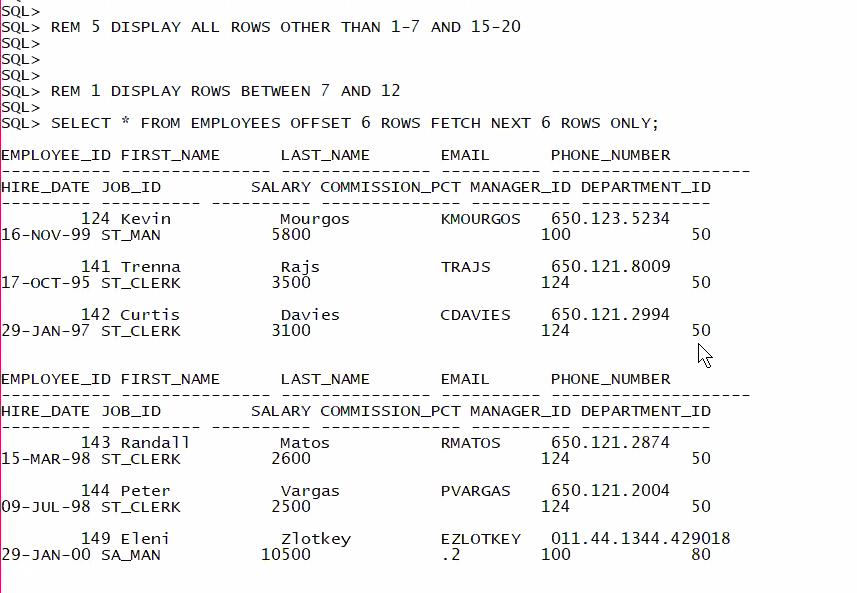 SQL>
SQL> REM 5 DISPLAY ALL ROWS OTHER THAN 1-7 AND 15-20
SQL>
SQL>
SQL>
SQL> REM 1 DISPLAY ROWS BETWEEN 7 AND 12
SQL>
SQL> SELECT * FROM EMPLOYEES OFFSET 6 ROWS FETCH NEXT 6 ROWS ONLY;
EMPLOYEE_ID FIRST_NAME           LAST_NAME                 EMAIL                     PHONE_NUMBER
----------- -------------------- ------------------------- ------------------------- --------------------
HIRE_DATE JOB_ID         SALARY COMMISSION_PCT MANAGER_ID DEPARTMENT_ID
--------- ---------- ---------- -------------- ---------- -------------
124 Kevin Mourgos KMOURGOS 650.123.5234
16-NOV-99 ST_MAN 5800 100 50
141 Trenna Rajs TRAJS 650.121.8009
17-OCT-95 ST_CLERK 3500 124 50
142 Curtis Davies CDAVIES 650.121.2994
29-JAN-97 ST_CLERK 3100 124 50
EMPLOYEE_ID FIRST_NAME           LAST_NAME                 EMAIL                     PHONE_NUMBER
----------- -------------------- ------------------------- ------------------------- --------------------
HIRE_DATE JOB_ID         SALARY COMMISSION_PCT MANAGER_ID DEPARTMENT_ID
--------- ---------- ---------- -------------- ---------- -------------
143 Randall Matos RMATOS 650.121.2874
15-MAR-98 ST_CLERK 2600 124 50
144 Peter Vargas PVARGAS 650.121.2004
09-JUL-98 ST_CLERK 2500 124 50
149 Eleni Zlotkey EZLOTKEY 011.44.1344.429018
29-JAN-00 SA_MAN 10500 .2 100 80